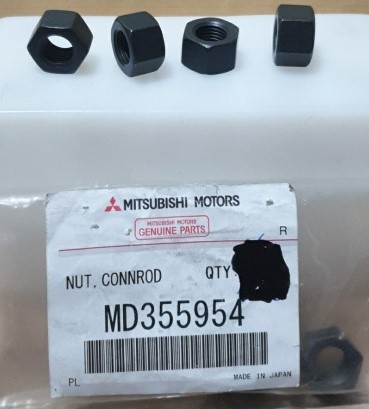 MITSUBISHI MOTORS
MITSUBISHI MOTORS
GENUINE PARTS
R
NUT. CONNROD QTY
MD355954
PL MADE IN JAPAN